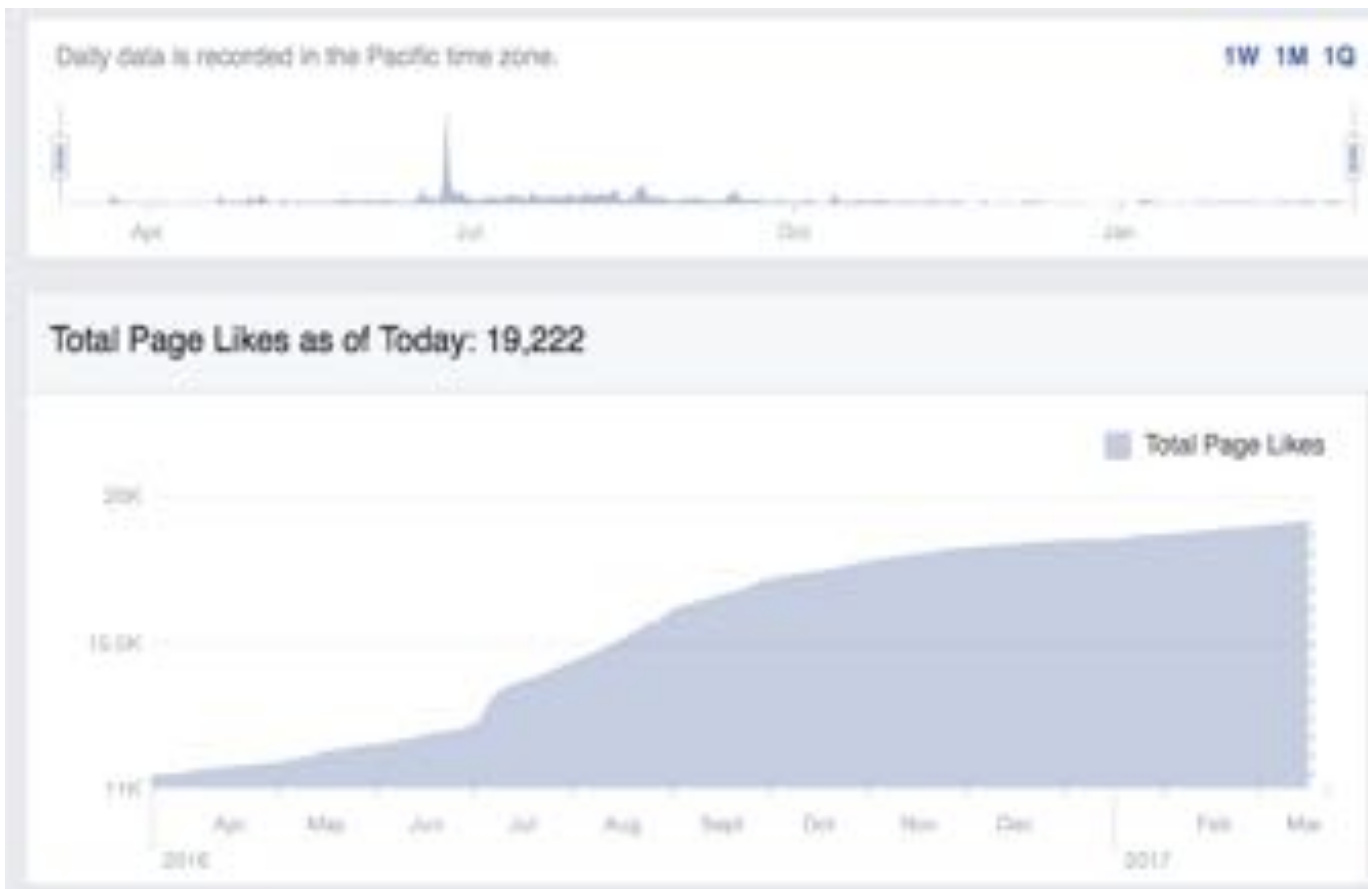 Daily data is recorded in the Pacific time zone.
1W 1M 1Q
Apr Jul Oct Jan
Total Page Likes as of Today: 19,222
Total Page Likes
20K
15.5K
11K
Apr May Jun Jul Aug Sept Oct Nov Dec Feb Mar
2016 2017